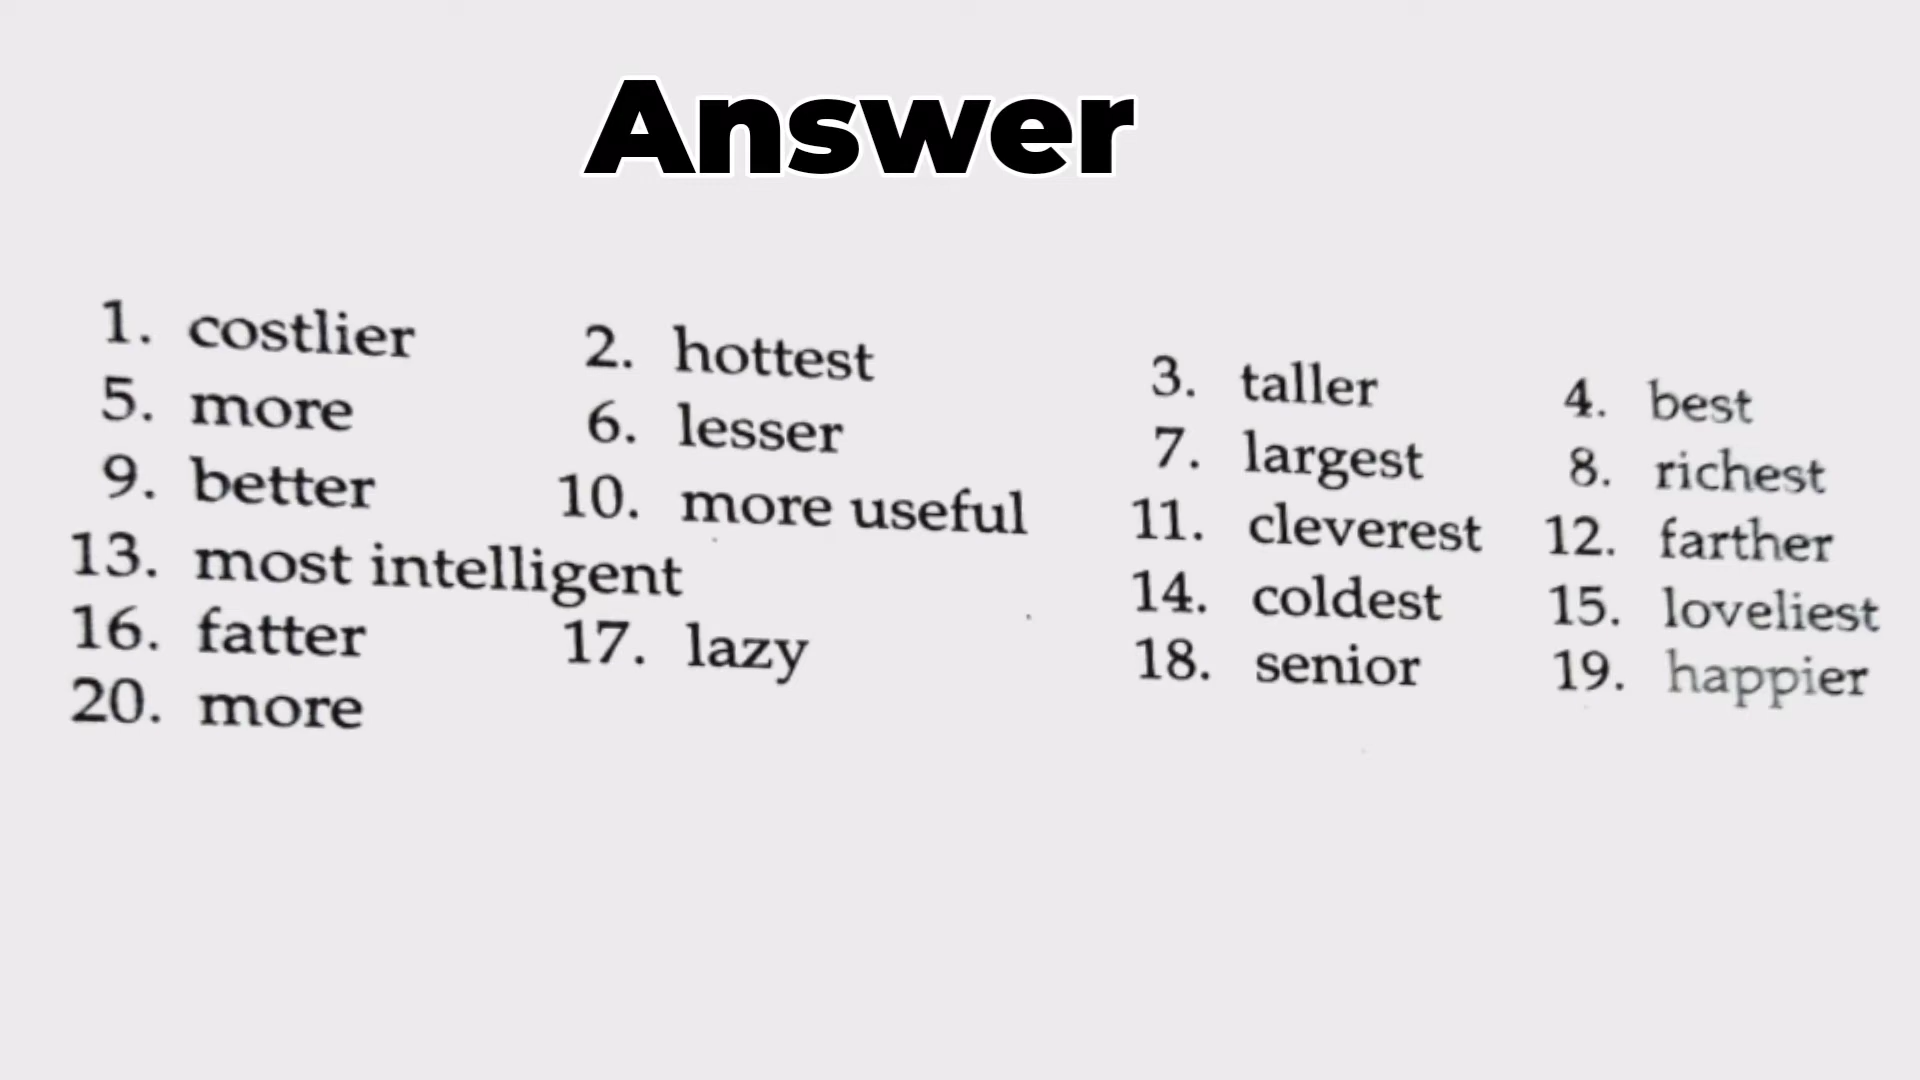 Answer
1. costlier 2. hottest 3. taller 4. best
5. more 6. lesser 7. largest 8. richest
9. better 10. more useful 11. cleverest 12. farther
13. most intelligent 14. coldest 15. loveliest
16. fatter 17. lazy 18. senior 19. happier
20. more